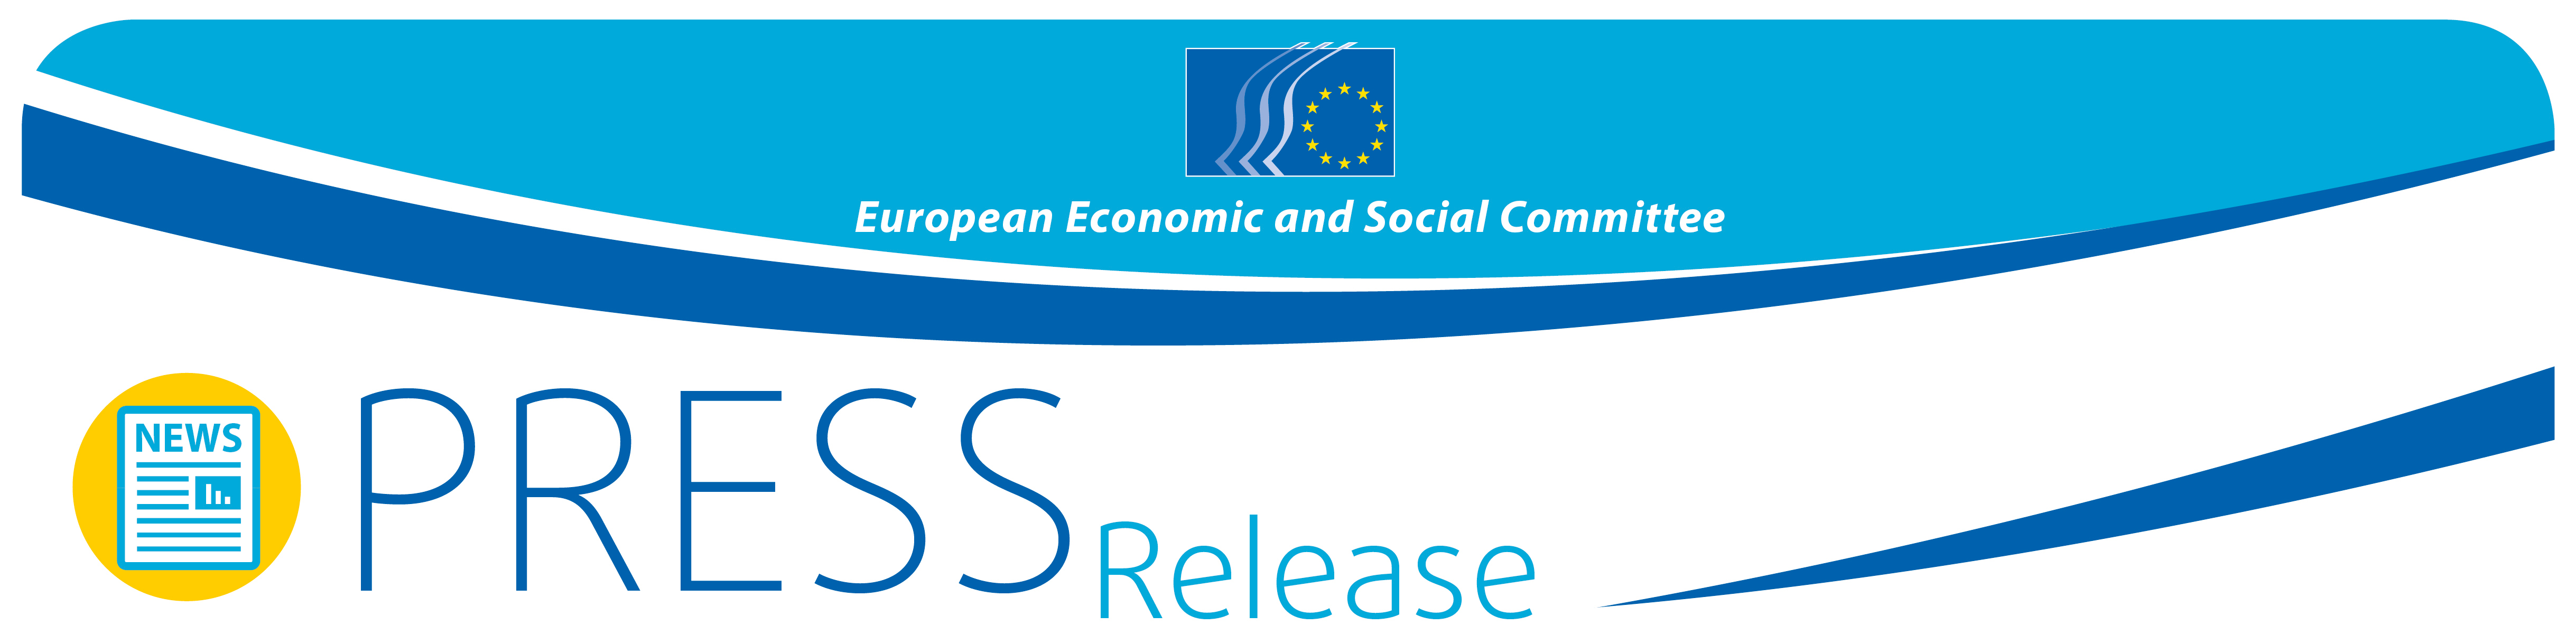 European Economic and Social Committee
NEWS
PRESS Release